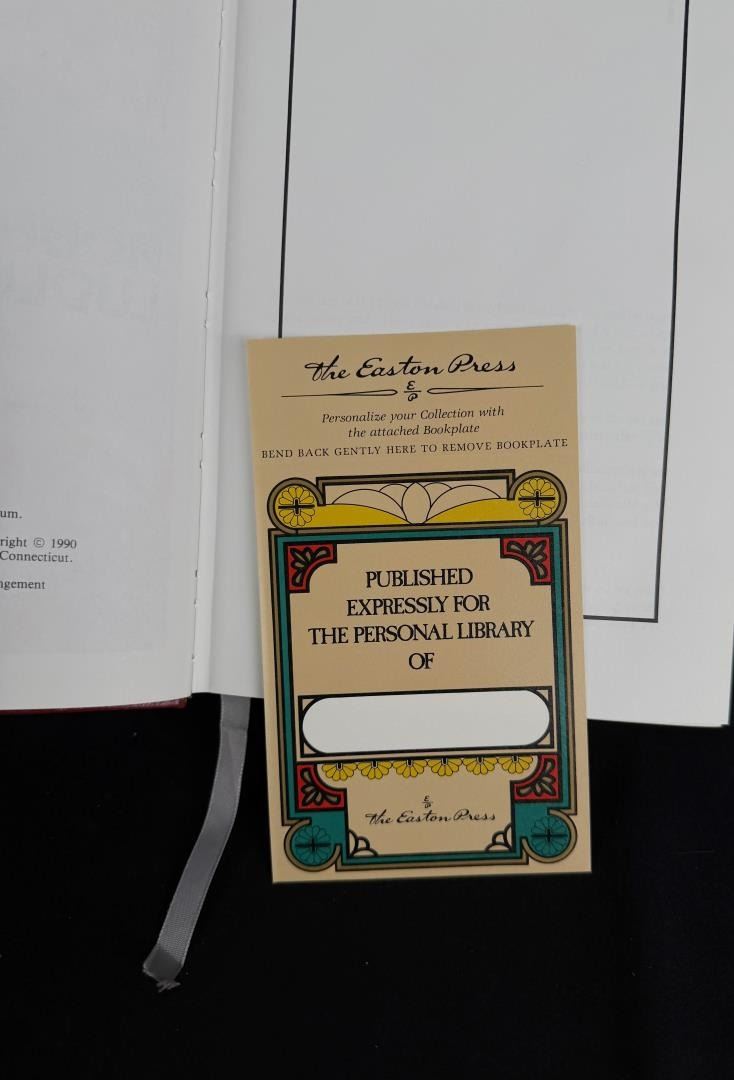 um.
right © 1990
Connecticut.
ngement
The Easton Press
E
P
Personalize your Collection with
the attached Bookplate
BEND BACK GENTLY HERE TO REMOVE BOOKPLATE
PUBLISHED
EXPRESSLY FOR
THE PERSONAL LIBRARY
OF
E
P
The Easton Press